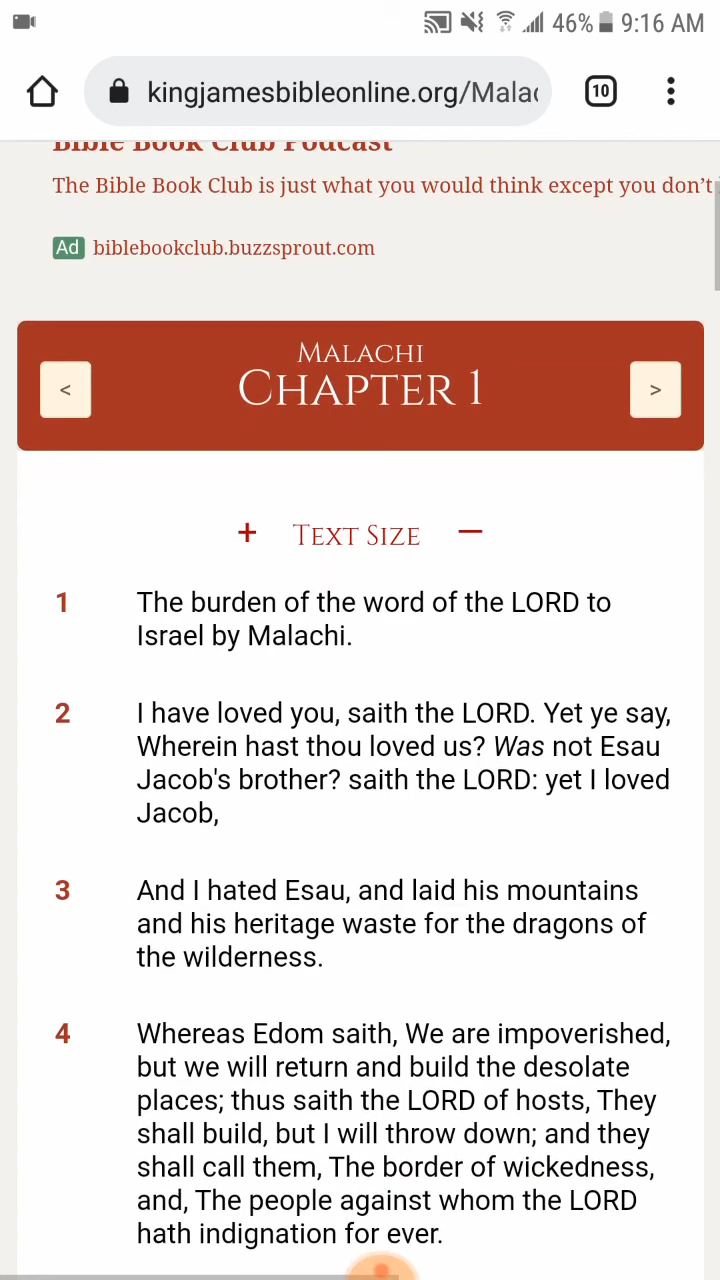 46% 9:16 AM
kingjamesbibleonline.org/Mala
10
Bible Book Club Podcast
The Bible Book Club is just what you would think except you don't
Ad biblebookclub.buzzsprout.com
Malachi
< Chapter 1 >
+ Text Size −
1 The burden of the word of the LORD to
Israel by Malachi.
2 I have loved you, saith the LORD. Yet ye say,
Wherein hast thou loved us? Was not Esau
Jacob's brother? saith the LORD: yet I loved
Jacob,
3 And I hated Esau, and laid his mountains
and his heritage waste for the dragons of
the wilderness.
4 Whereas Edom saith, We are impoverished,
but we will return and build the desolate
places; thus saith the LORD of hosts, They
shall build, but I will throw down; and they
shall call them, The border of wickedness,
and, The people against whom the LORD
hath indignation for ever.